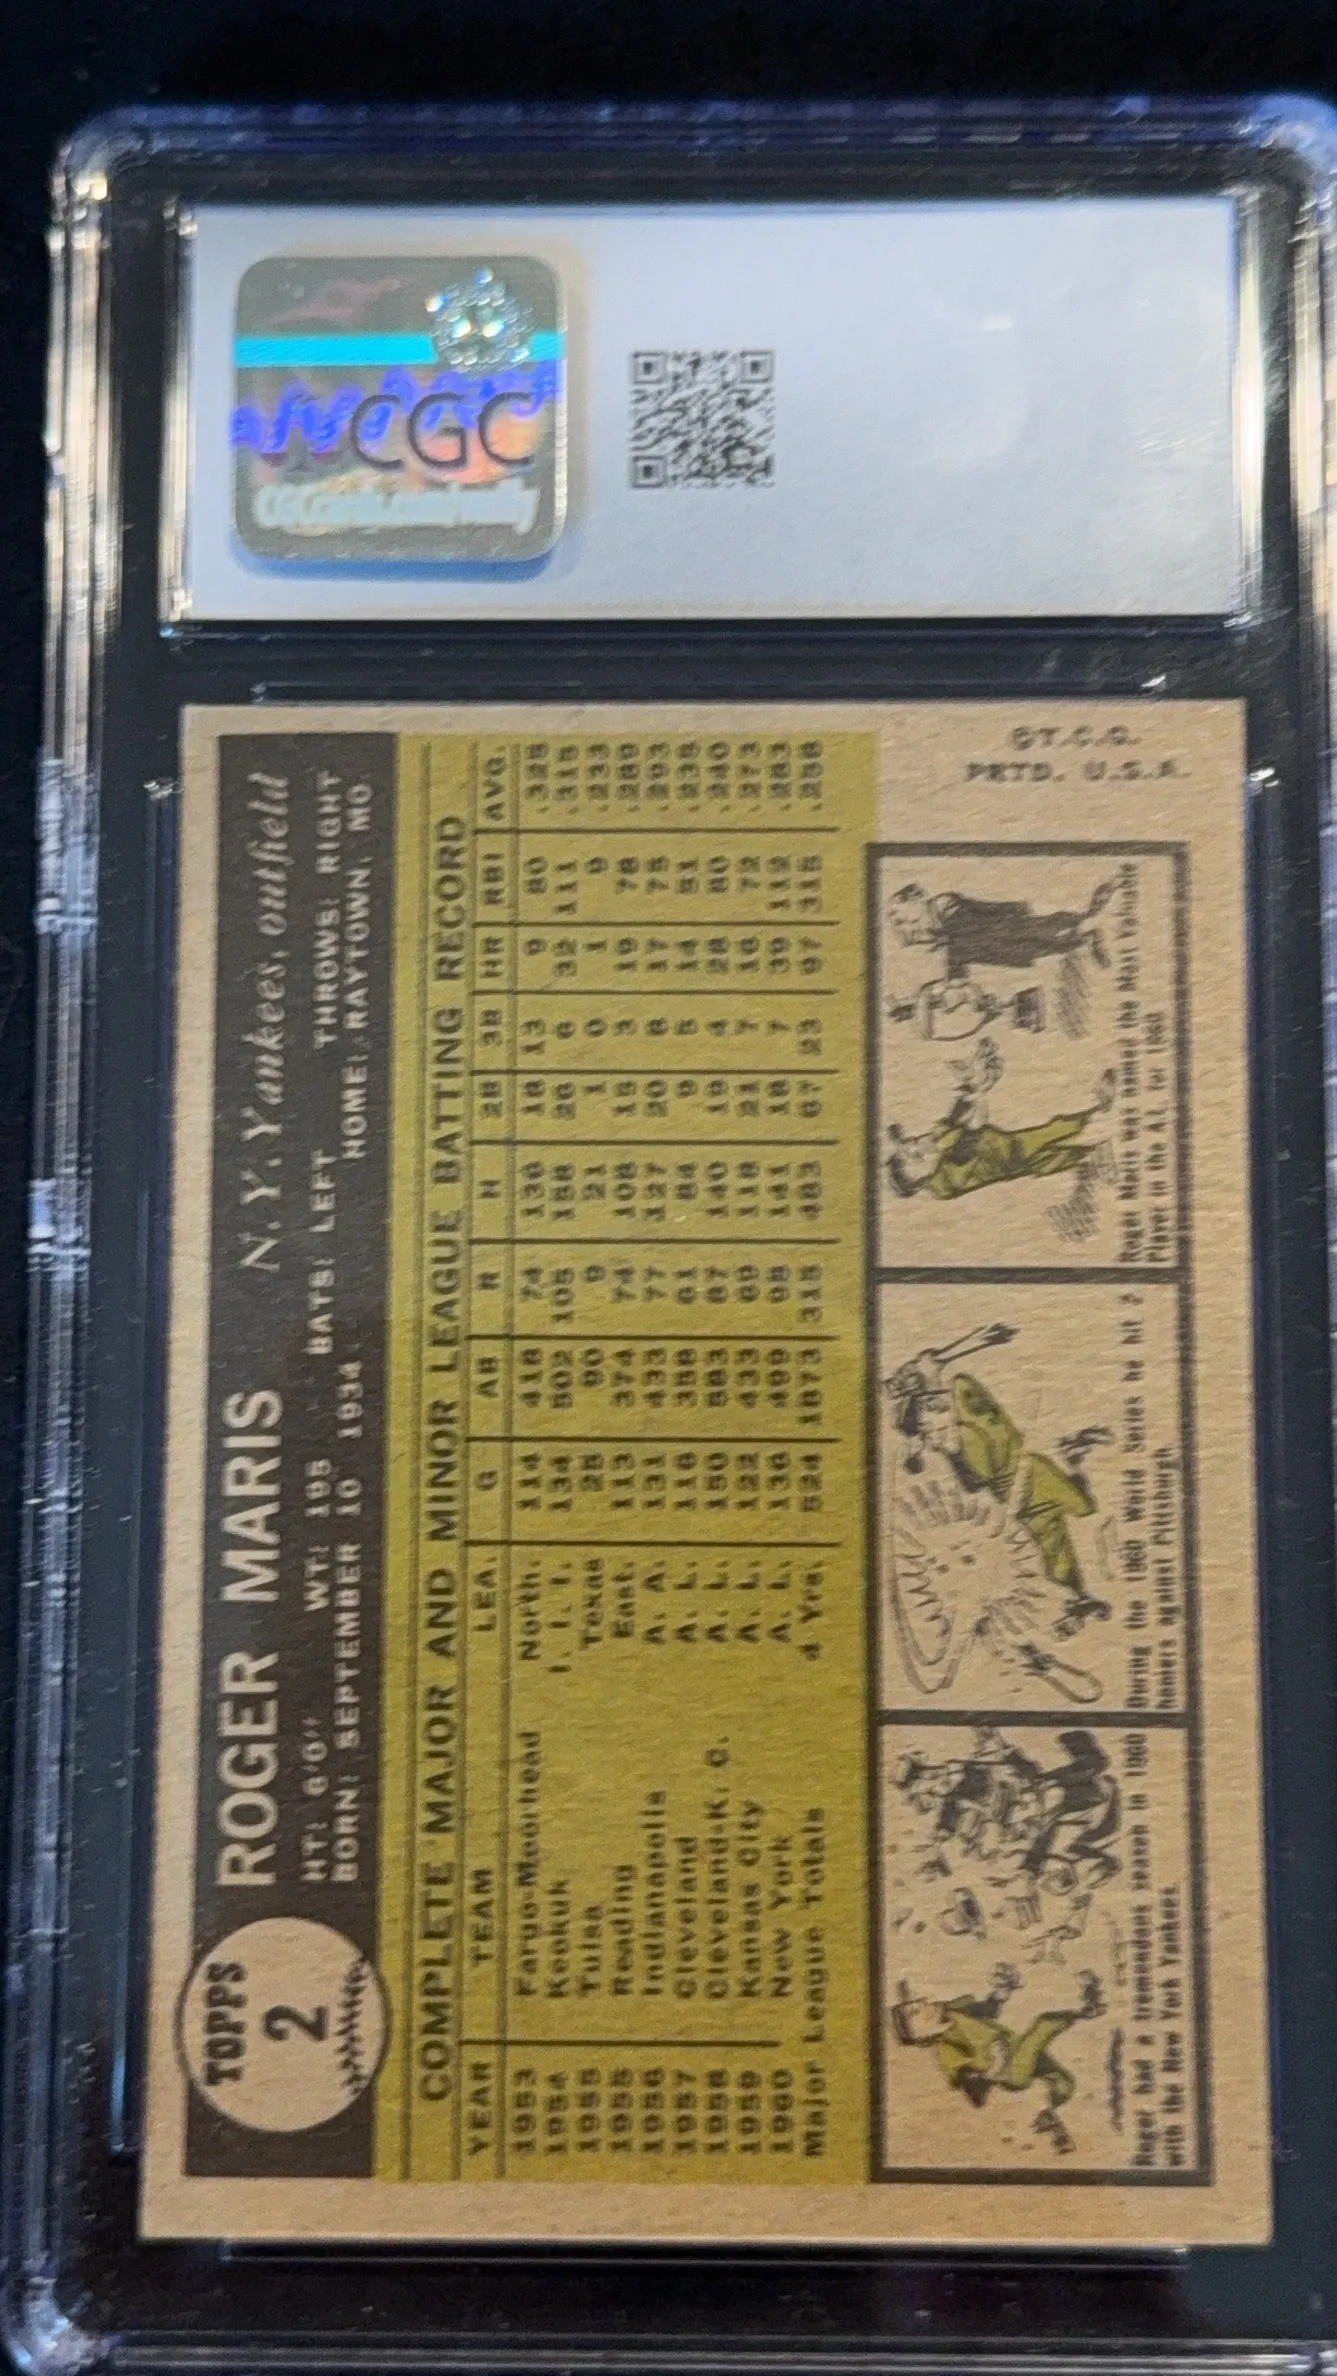 CGC
TOPPS
2
ROGER MARIS N. Y. Yankees, outfield
HT: 6'0" WT: 195 BATS: LEFT THROWS: RIGHT
BORN: SEPTEMBER 10 1934 HOME: RAYTOWN, MO.
COMPLETE MAJOR AND MINOR LEAGUE BATTING RECORD
YEAR TEAM LEA. G AB R H 2B 3B HR RBI AVG.
1953 Fargo-Moorhead North. 114 418 74 136 18 13 9 80 .325
1954 Keokuk I. I. I. 134 502 105 158 26 6 32 111 .315
1955 Tulsa Texas 25 90 9 21 1 0 1 9 .233
1955 Reading East. 113 374 74 108 15 3 19 78 .289
1956 Indianapolis A. A. 131 433 77 127 20 8 17 75 .293
1957 Cleveland A. L. 116 358 61 84 9 5 14 51 .235
1958 Cleveland-K. C. A. L. 150 583 87 140 19 4 28 80 .240
1959 Kansas City A. L. 122 433 69 118 21 7 16 72 .273
1960 New York A. L. 136 499 98 141 18 7 39 112 .283
Major League Totals 4 Yrs. 524 1873 315 483 67 23 97 315 .258
Roger had a tremendous season in 1960
with the New York Yankees.
During the 1960 World Series he hit 2
homers against Pittsburgh
Roger Maris was named the Most Valuable
Player in the A.L. for 1960
©T.C.G.
PRTD. U.S.A.